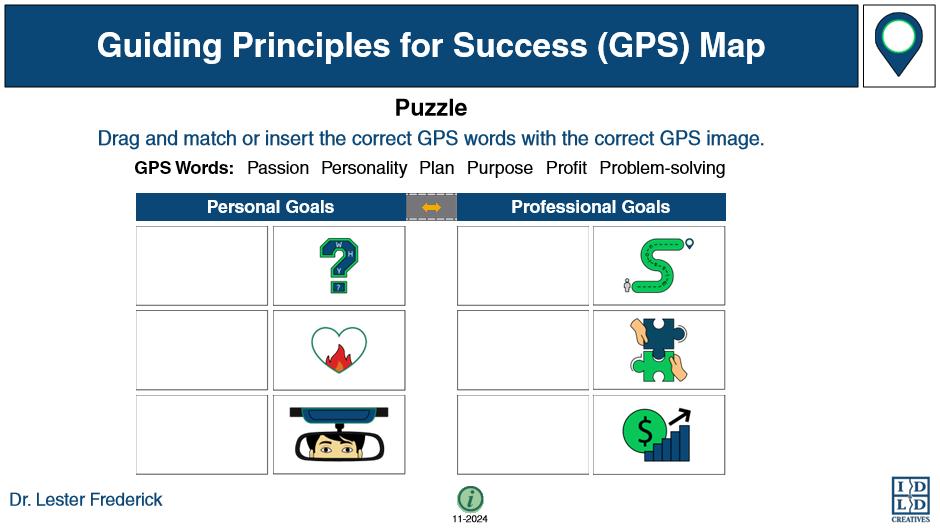 Guiding Principles for Success (GPS) Map
Puzzle
Drag and match or insert the correct GPS words with the correct GPS image.
GPS Words: Passion Personality Plan Purpose Profit Problem-solving
Personal Goals
Professional Goals
W
H
Y
?
$
Dr. Lester Frederick
i
11-2024
I D
L D
CREATIVES